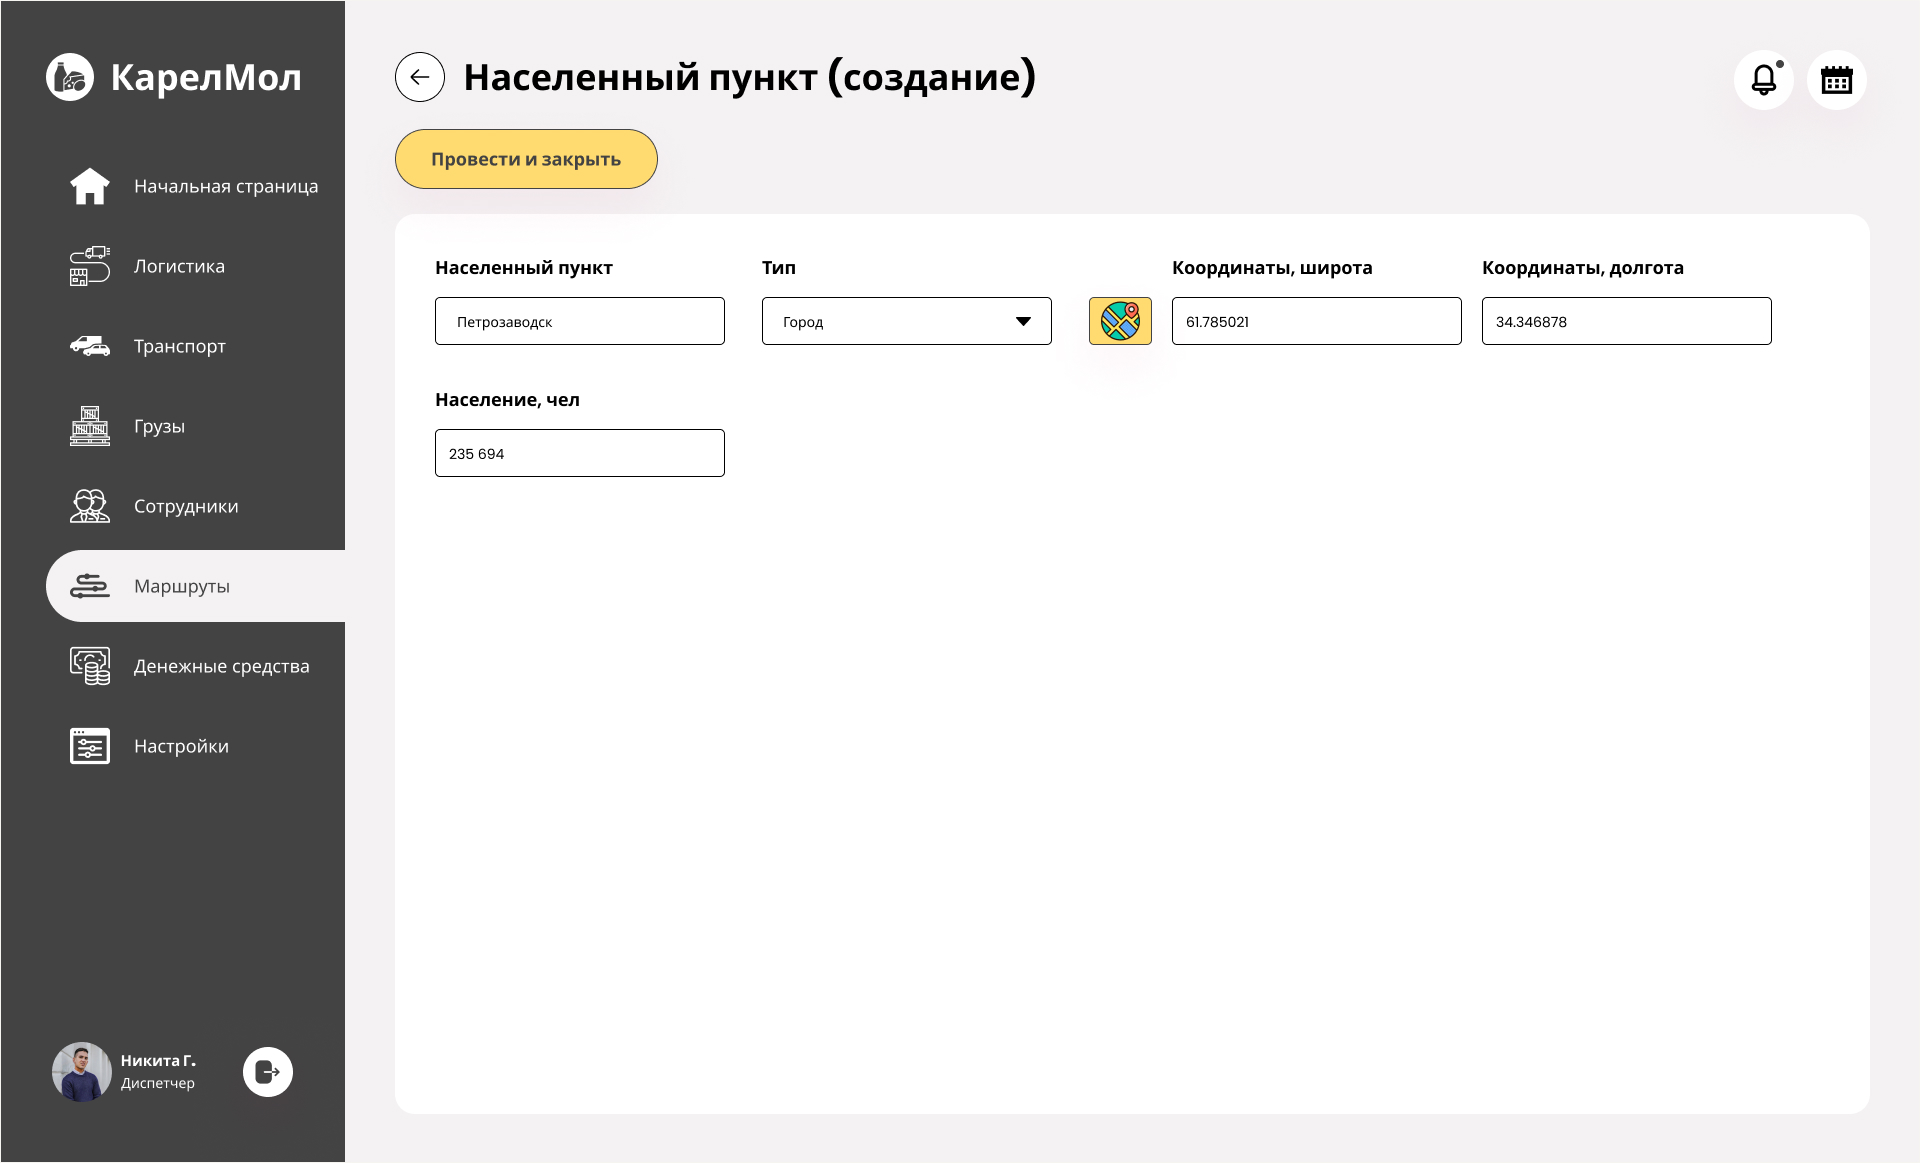 КарелМол
Начальная страница
Логистика
Транспорт
Грузы
Сотрудники
Маршруты
Денежные средства
Настройки
Никита Г.
Диспетчер
Населенный пункт (создание)
Провести и закрыть
Населенный пункт
Петрозаводск
Тип
Город
Координаты, широта
61.785021
Координаты, долгота
34.346878
Население, чел
235 694